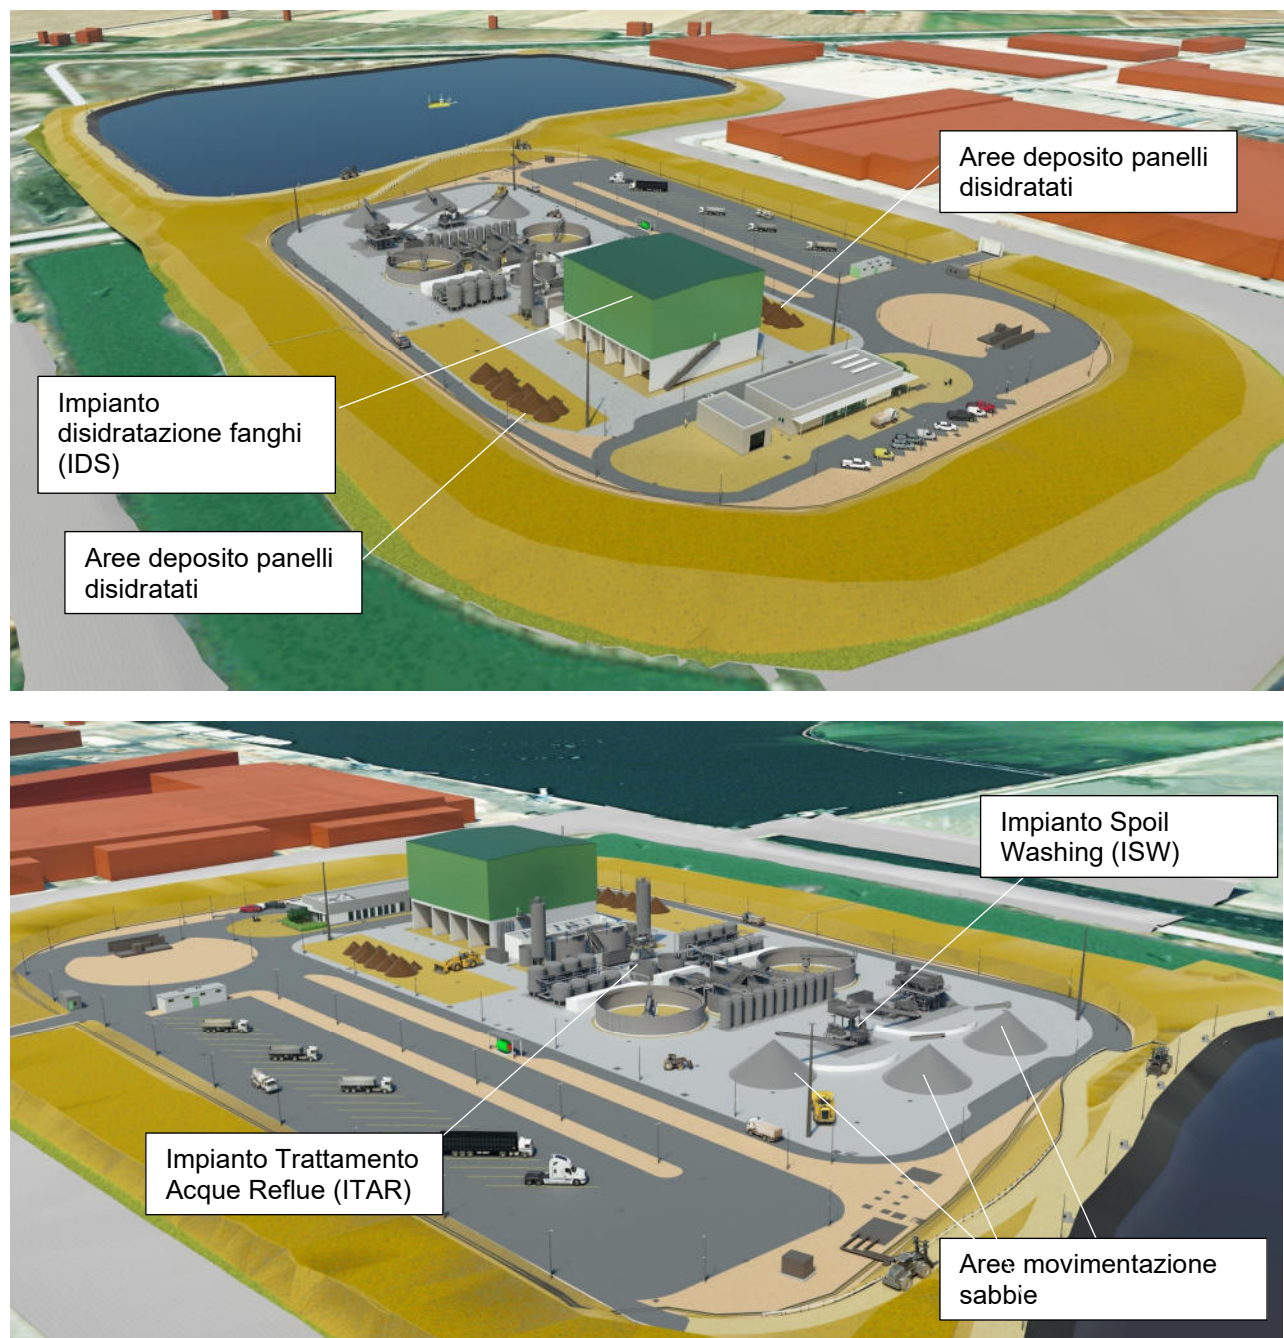 Aree deposito panelli
disidratati
Impianto
disidratazione fanghi
(IDS)
Aree deposito panelli
disidratati
Impianto Spoil
Washing (ISW)
Impianto Trattamento
Acque Reflue (ITAR)
Aree movimentazione
sabbie